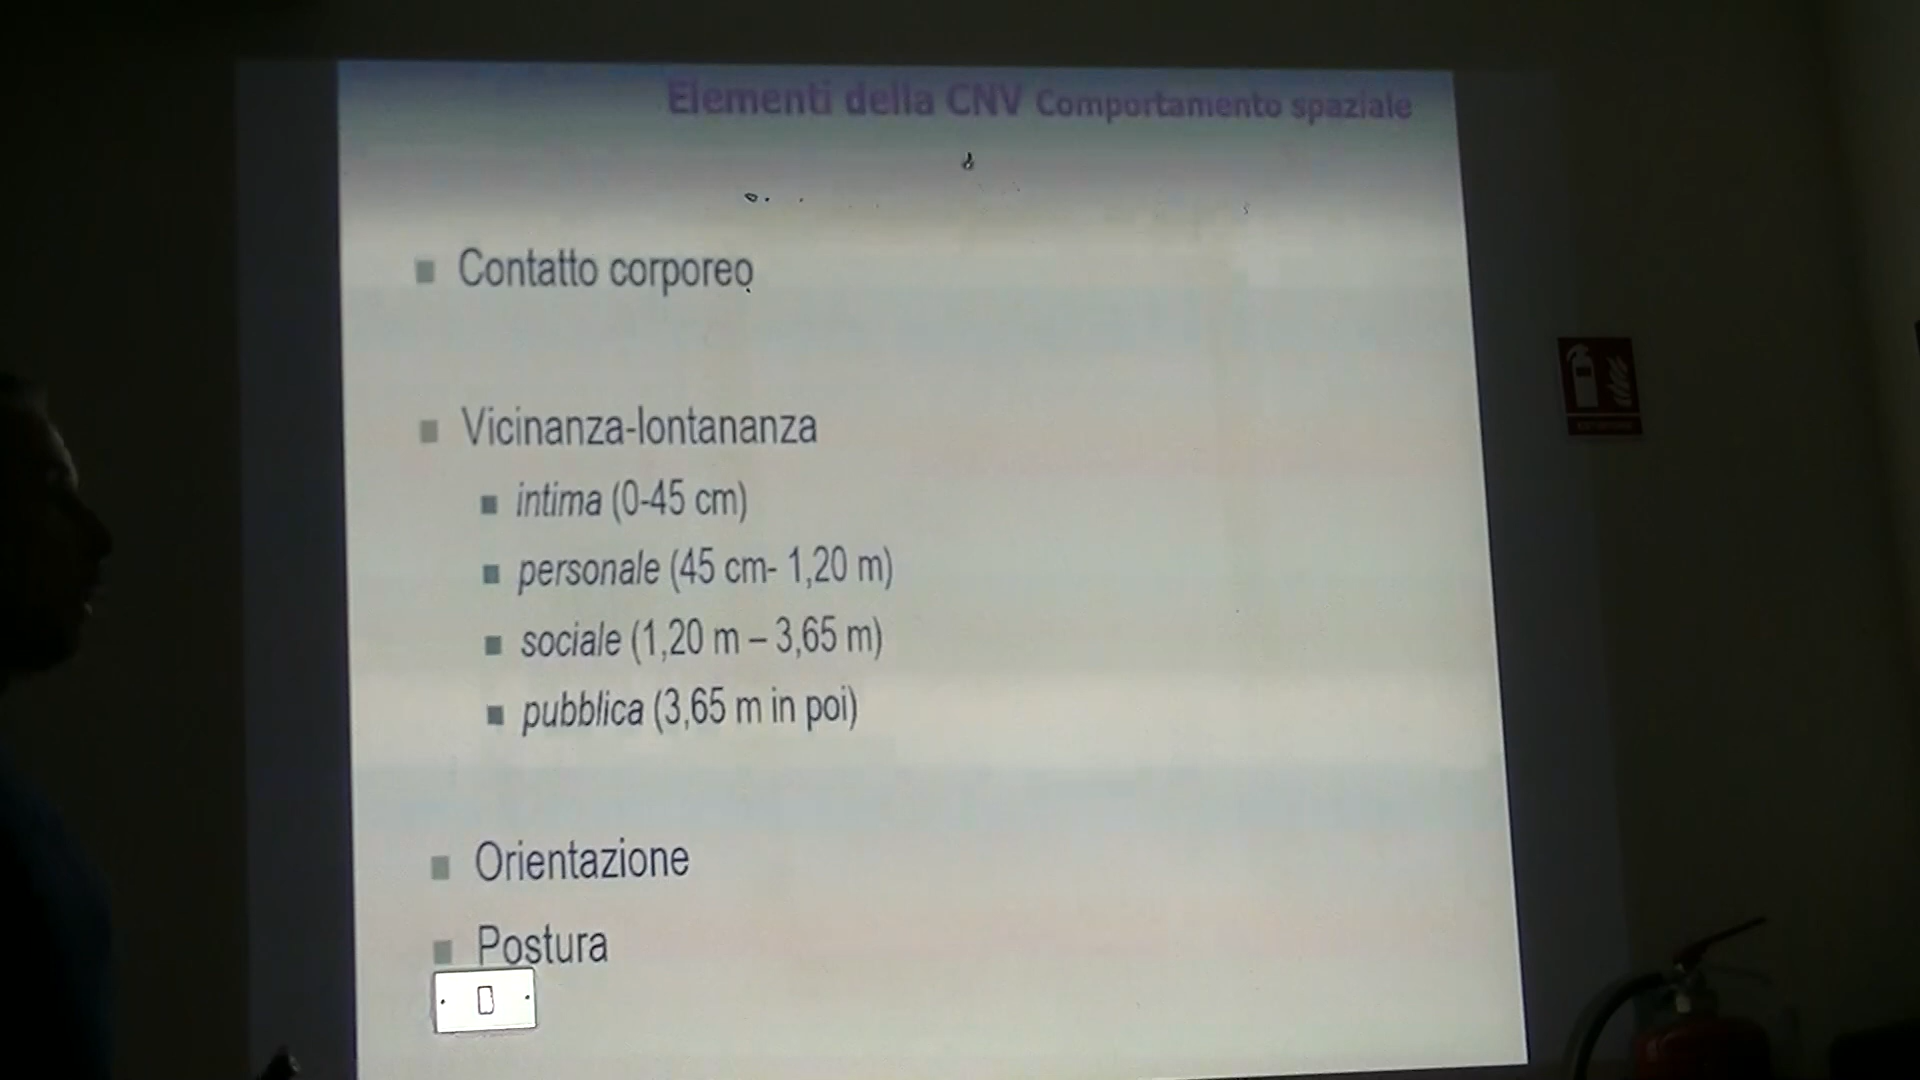 Elementi della CNV Comportamento spaziale
Contatto corporeo
Vicinanza-lontananza
intima (0-45 cm)
personale (45 cm- 1,20 m)
sociale (1,20 m – 3,65 m)
pubblica (3,65 m in poi)
Orientazione
Postura